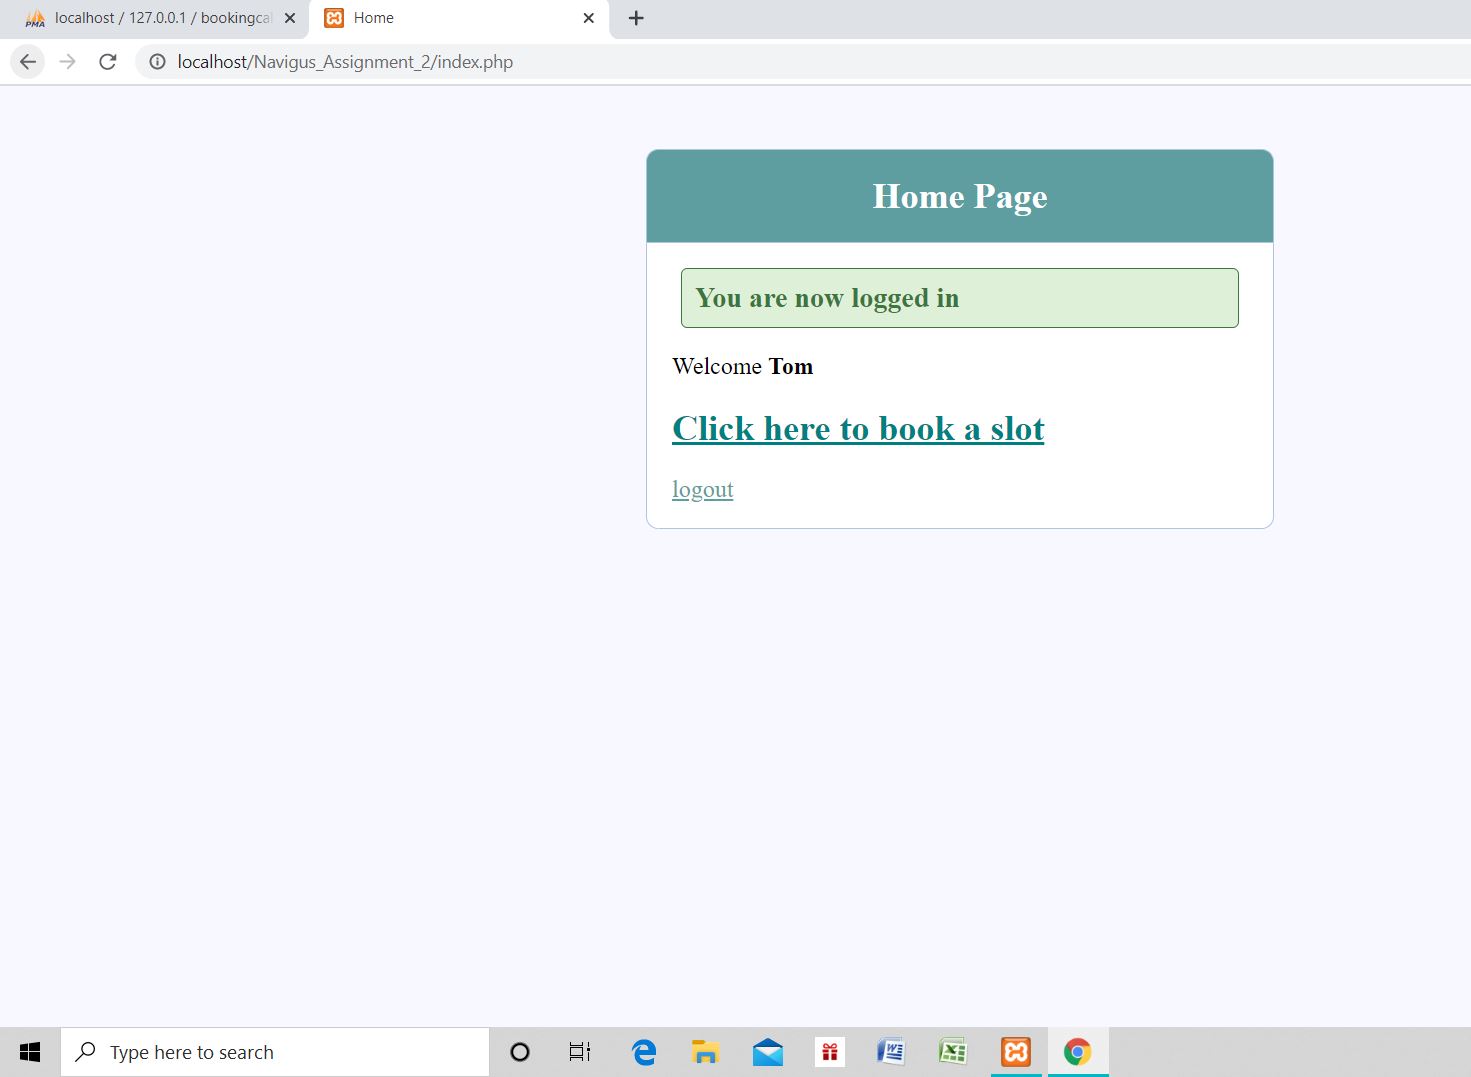 localhost / 127.0.0.1 / bookingcal
Home
localhost/Navigus_Assignment_2/index.php
Home Page
You are now logged in
Welcome Tom
Click here to book a slot
logout
Type here to search